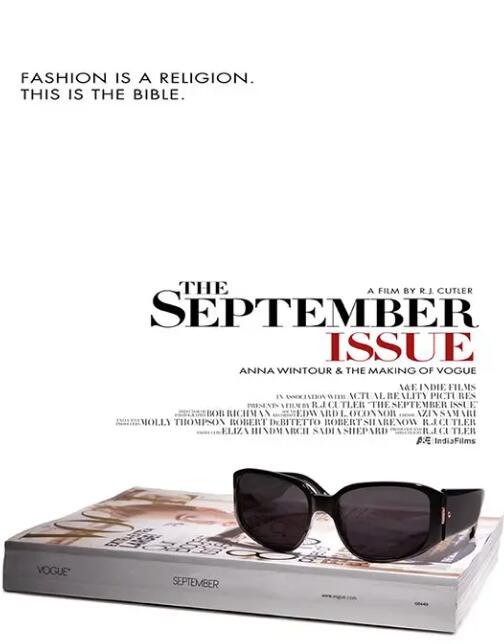 FASHION IS A RELIGION.
THIS IS THE BIBLE.
THE
A FILM BY R.J. CUTLER
SEPTEMBER
ISSUE
ANNA WINTOUR & THE MAKING OF VOGUE
A&E INDIE FILMS
IN ASSOCIATION WITH ACTUAL REALITY PICTURES
PRESENTS A FILM BY R.J. CUTLER "THE SEPTEMBER ISSUE"
BOB RICHMAN EDWARD L. O'CONNOR AZIN SAMARI
MOLLY THOMPSON ROBERT DEBITETTO ROBERT SHARENOW R.J. CUTLER
ELIZA HINDMARCH SADIA SHEPARD R.J. CUTLER
A&E IndieFilms
VOGUE
VOGUE
SEPTEMBER
www.vogue.com